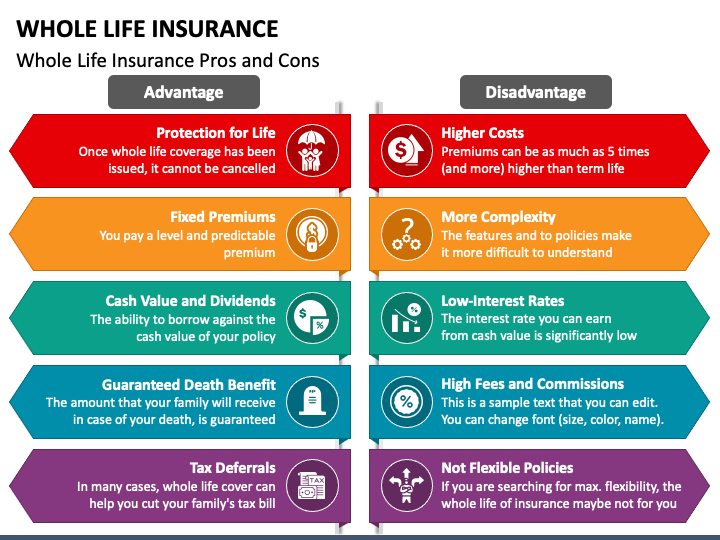 WHOLE LIFE INSURANCE
Whole Life Insurance Pros and Cons
Advantage
Protection for Life
Once whole life coverage has been
issued, it cannot be cancelled
Fixed Premiums
You pay a level and predictable
premium
Cash Value and Dividends
The ability to borrow against the
cash value of your policy
$
%
Guaranteed Death Benefit
The amount that your family will receive
in case of your death, is guaranteed
RIP
Tax Deferrals
In many cases, whole life cover can
help you cut your family's tax bill
TAX
Disadvantage
$
Higher Costs
Premiums can be as much as 5 times
(and more) higher than term life
?
More Complexity
The features and to policies make
it more difficult to understand
%
Low-Interest Rates
The interest rate you can earn
from cash value is significantly low
%
High Fees and Commissions
This is a sample text that you can edit.
You can change font (size, color, name).
Not Flexible Policies
If you are searching for max. flexibility, the
whole life of insurance maybe not for you